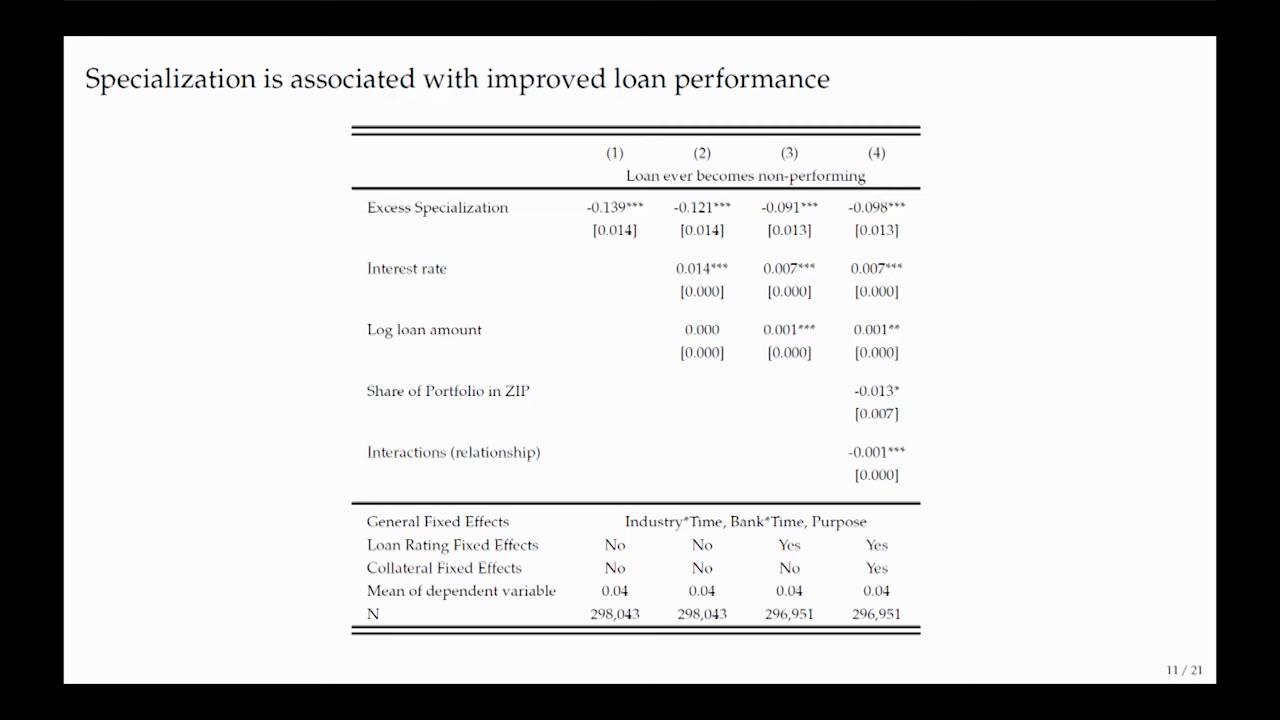 Specialization is associated with improved loan performance
(1) (2) (3) (4)
Loan ever becomes non-performing
Excess Specialization -0.139*** -0.121*** -0.091*** -0.098***
[0.014] [0.014] [0.013] [0.013]
Interest rate 0.014*** 0.007*** 0.007***
[0.000] [0.000] [0.000]
Log loan amount 0.000 0.001*** 0.001**
[0.000] [0.000] [0.000]
Share of Portfolio in ZIP -0.013*
[0.007]
Interactions (relationship) -0.001***
[0.000]
General Fixed Effects Industry*Time, Bank*Time, Purpose
Loan Rating Fixed Effects No No Yes Yes
Collateral Fixed Effects No No No Yes
Mean of dependent variable 0.04 0.04 0.04 0.04
N 298,043 298,043 296,951 296,951
11 / 21